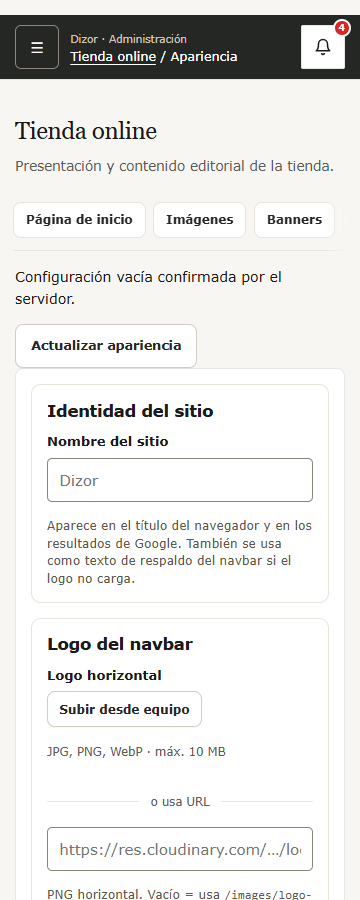 4
Dizor · Administración
Tienda online / Apariencia
Tienda online
Presentación y contenido editorial de la tienda.
Página de inicio
Imágenes
Banners
Configuración vacía confirmada por el
servidor.
Actualizar apariencia
Identidad del sitio
Nombre del sitio
Dizor
Aparece en el título del navegador y en los
resultados de Google. También se usa
como texto de respaldo del navbar si el
logo no carga.
Logo del navbar
Logo horizontal
Subir desde equipo
JPG, PNG, WebP · máx. 10 MB
o usa URL
https://res.cloudinary.com/.../lo
PNG horizontal. Vacío = usa /images/logo-